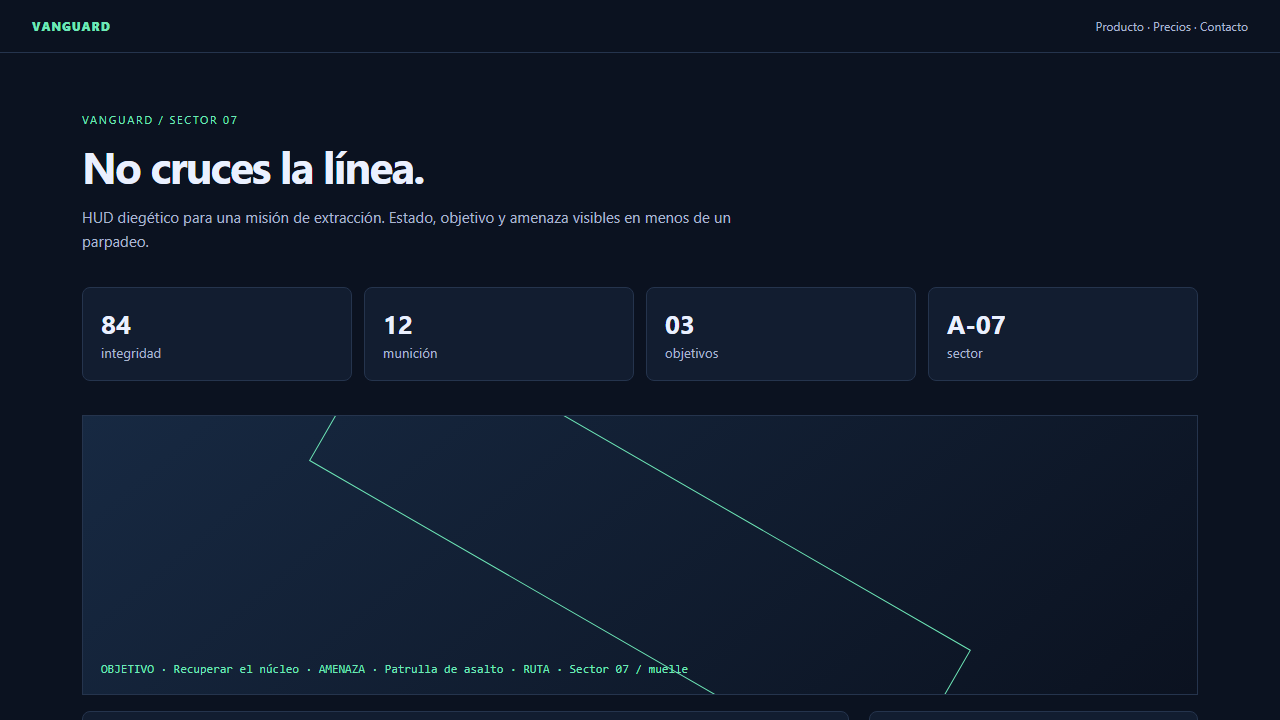 VANGUARD
Producto · Precios · Contacto
VANGUARD / SECTOR 07
No cruces la línea.
HUD diegético para una misión de extracción. Estado, objetivo y amenaza visibles en menos de un
parpadeo.
84
integridad
12
munición
03
objetivos
A-07
sector
OBJETIVO · Recuperar el núcleo · AMENAZA · Patrulla de asalto · RUTA · Sector 07 / muelle